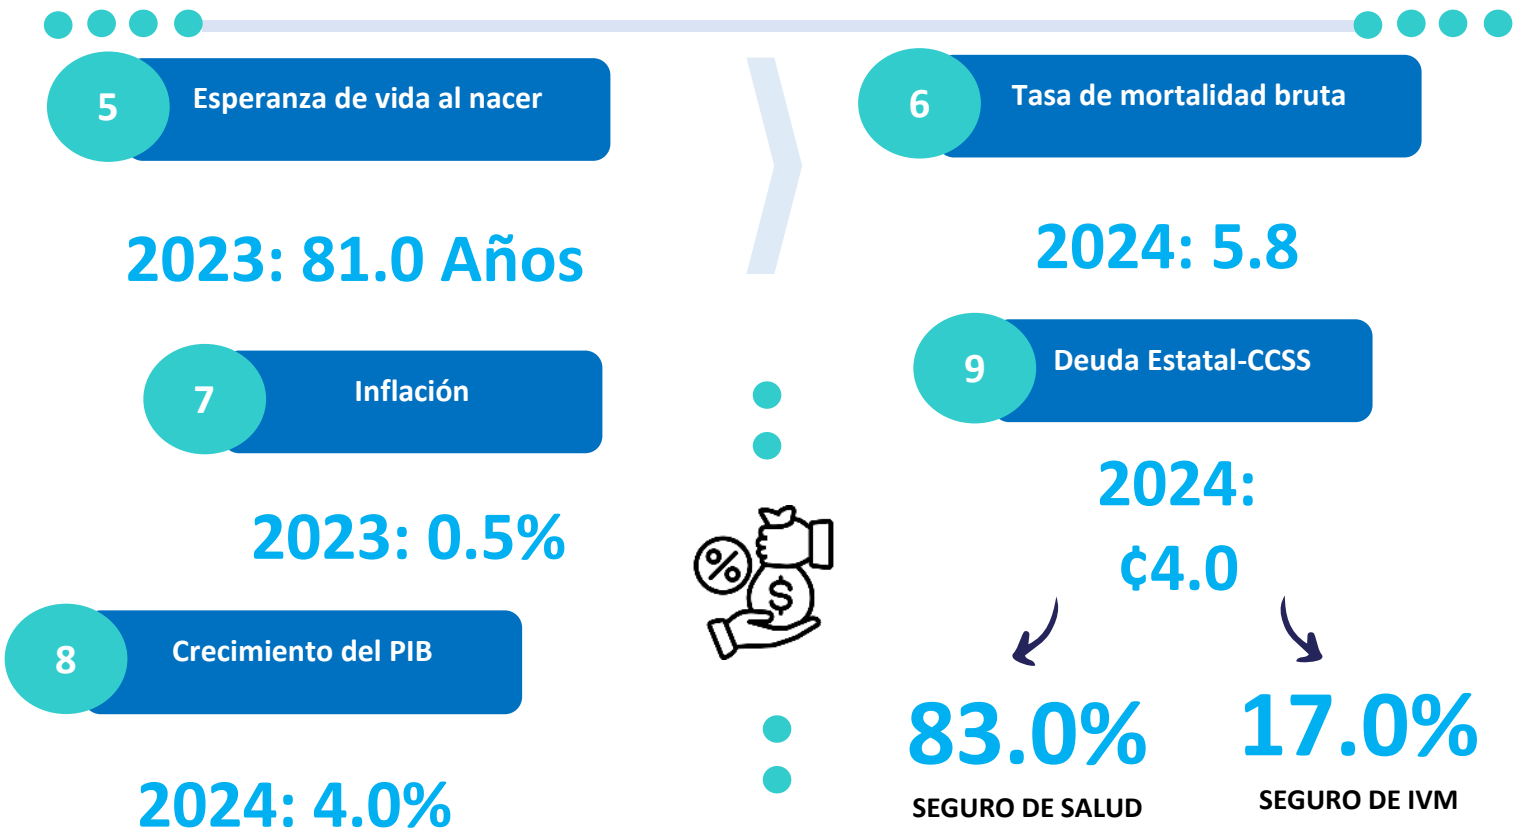 5
Esperanza de vida al nacer
2023: 81.0 Años
6
Tasa de mortalidad bruta
2024: 5.8
7
Inflación
2023: 0.5%
8
Crecimiento del PIB
2024: 4.0%
9
Deuda Estatal-CCSS
2024:
¢4.0
83.0%
SEGURO DE SALUD
17.0%
SEGURO DE IVM
%
$